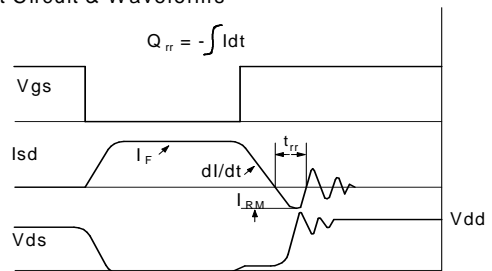 t Circuit & Waveforms
Q rr = - ∫ Idt
Vgs
Isd
I F
dI/dt
t rr
I RM
Vds
Vdd